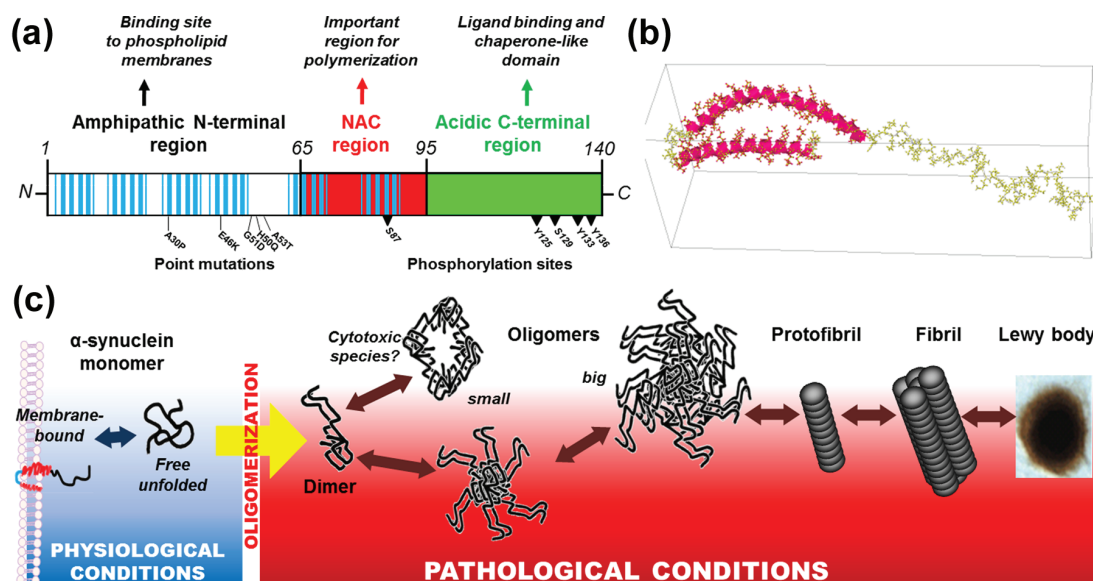 (a)
Binding site
to phospholipid
membranes
Important
region for
polymerization
Ligand binding and
chaperone-like
domain
Amphipathic N-terminal
region
NAC
region
Acidic C-terminal
region
1
65
95
140
N
C
A30P
E46K
G51D
H50Q
A53T
S87
Y125
S129
Y133
Y136
Point mutations
Phosphorylation sites
(b)
(c)
α-synuclein
monomer
Membrane-
bound
Free
unfolded
OLIGOMERIZATION
Cytotoxic
species?
small
Dimer
Oligomers
big
Protofibril
Fibril
Lewy body
PHYSIOLOGICAL
CONDITIONS
PATHOLOGICAL CONDITIONS